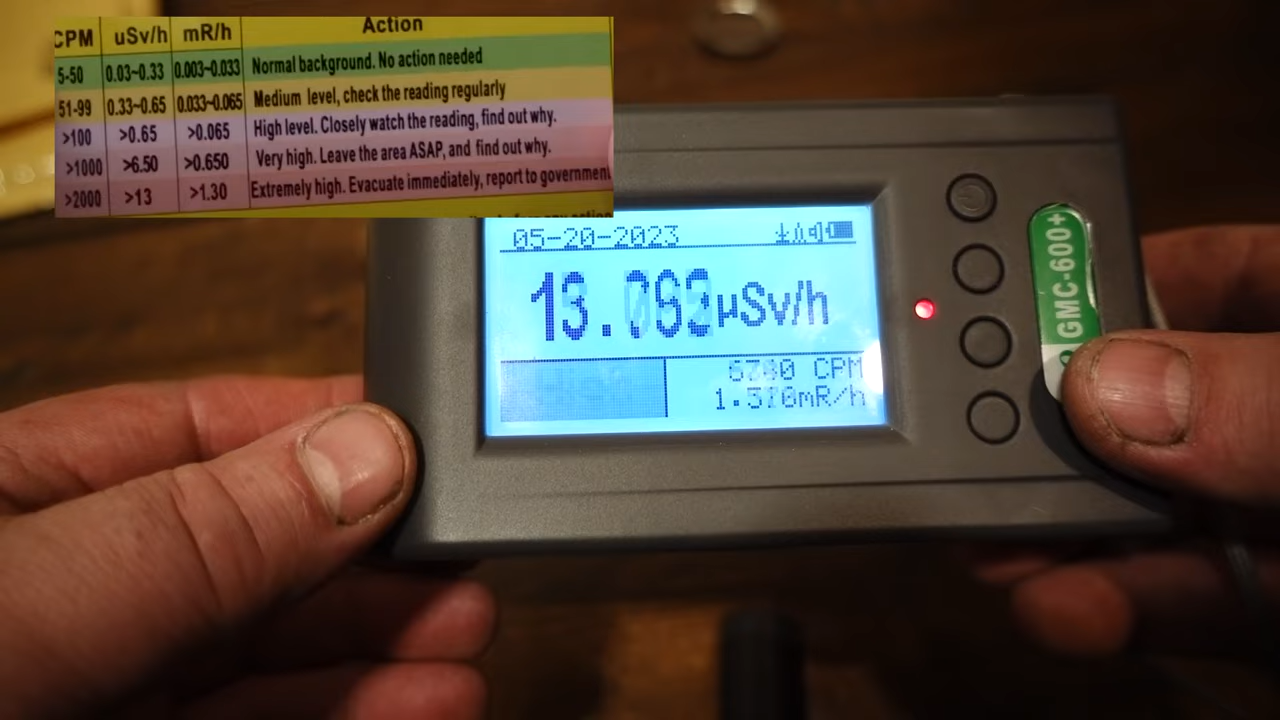 CPM uSv/h mR/h Action
5-50 0.03~0.33 0.003~0.033 Normal background. No action needed
51-99 0.33~0.65 0.033~0.065 Medium level, check the reading regularly
>100 >0.65 >0.065 High level. Closely watch the reading, find out why.
>1000 >6.50 >0.650 Very high. Leave the area ASAP, and find out why.
>2000 >13 >1.30 Extremely high. Evacuate immediately, report to government
05-20-2023
µSv/h
CPM
mR/h
GMC-600+